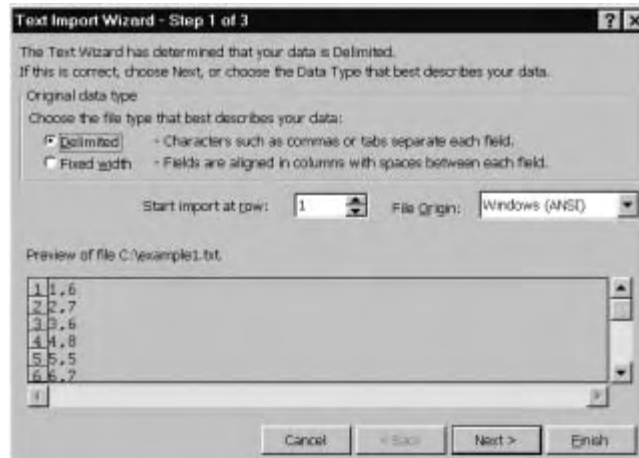 Text Import Wizard - Step 1 of 3
The Text Wizard has determined that your data is Delimited.
If this is correct, choose Next, or choose the Data Type that best describes your data.
Original data type
Choose the file type that best describes your data:
Delimited - Characters such as commas or tabs separate each field.
Fixed width - Fields are aligned in columns with spaces between each field.
Start import at row: 1 File Origin: Windows (ANSI)
Preview of file C:\example1.txt.
1 1,6
2 2,7
3 3,6
4 4,8
5 5,5
6 6,7
Cancel < Back Next > Finish